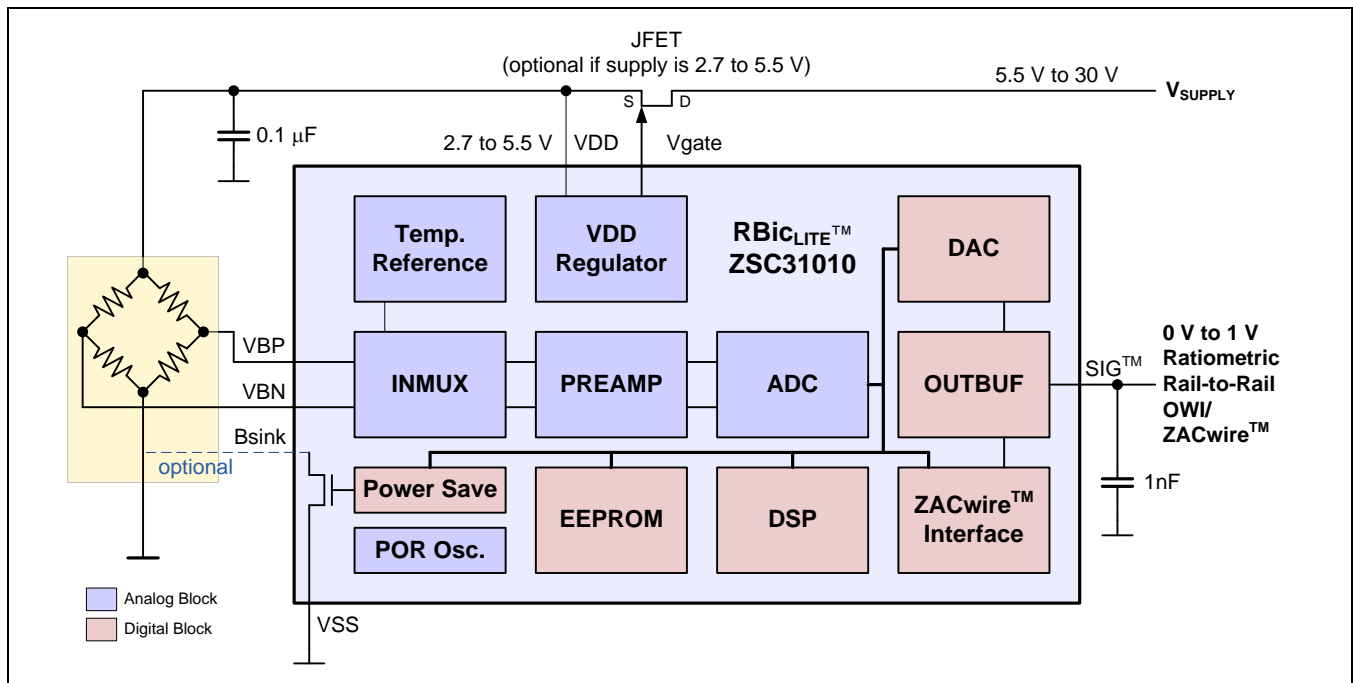 JFET
(optional if supply is 2.7 to 5.5 V)
5.5 V to 30 V
S
D
VSUPPLY
0.1 μF
2.7 to 5.5 V
VDD
Vgate
Temp.
Reference
VDD
Regulator
RBicLITE™
ZSC31010
DAC
VBP
VBN
INMUX
PREAMP
ADC
OUTBUF
SIG™
0 V to 1 V
Ratiometric
Rail-to-Rail
OWI/
ZACwire™
Bsink
optional
Power Save
EEPROM
DSP
ZACwire™
Interface
1nF
POR Osc.
Analog Block
Digital Block
VSS